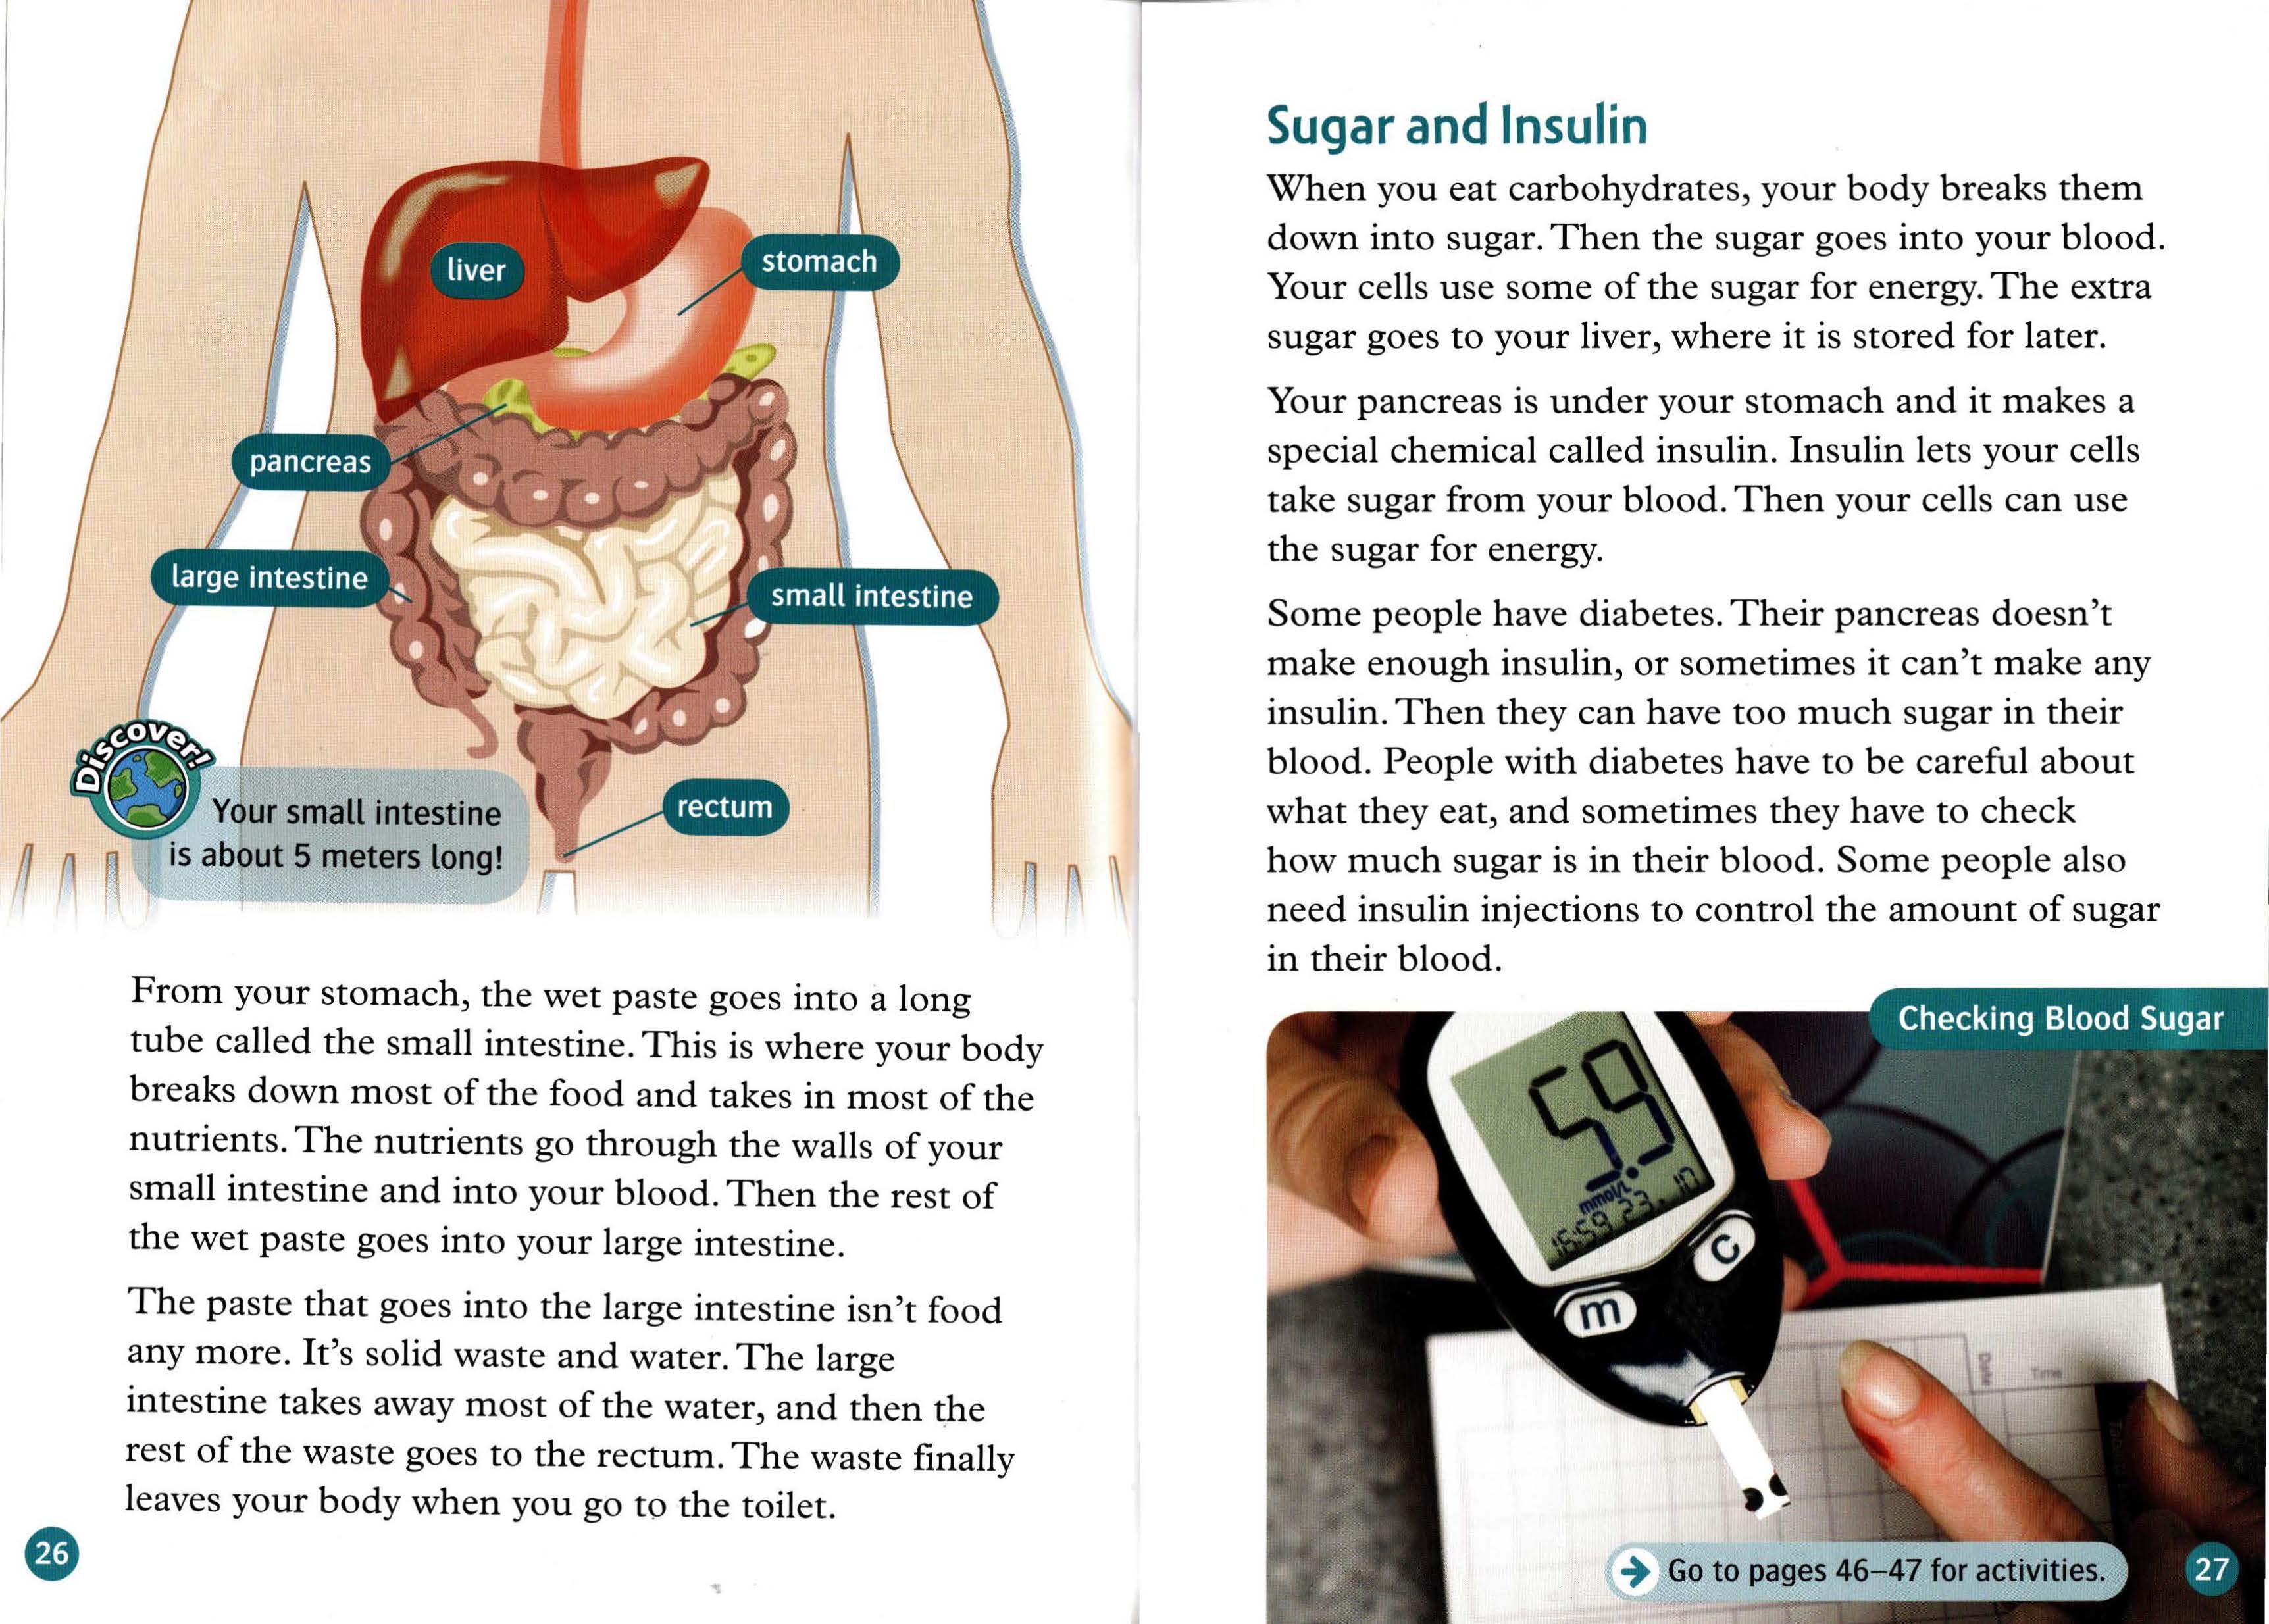 liver
stomach
pancreas
large intestine
small intestine
rectum
Discover!
Your small intestine
is about 5 meters long!
From your stomach, the wet paste goes into a long
tube called the small intestine. This is where your body
breaks down most of the food and takes in most of the
nutrients. The nutrients go through the walls of your
small intestine and into your blood. Then the rest of
the wet paste goes into your large intestine.
The paste that goes into the large intestine isn't food
any more. It's solid waste and water. The large
intestine takes away most of the water, and then the
rest of the waste goes to the rectum. The waste finally
leaves your body when you go to the toilet.
26
Sugar and Insulin
When you eat carbohydrates, your body breaks them
down into sugar. Then the sugar goes into your blood.
Your cells use some of the sugar for energy. The extra
sugar goes to your liver, where it is stored for later.
Your pancreas is under your stomach and it makes a
special chemical called insulin. Insulin lets your cells
take sugar from your blood. Then your cells can use
the sugar for energy.
Some people have diabetes. Their pancreas doesn't
make enough insulin, or sometimes it can't make any
insulin. Then they can have too much sugar in their
blood. People with diabetes have to be careful about
what they eat, and sometimes they have to check
how much sugar is in their blood. Some people also
need insulin injections to control the amount of sugar
in their blood.
Checking Blood Sugar
5.9
mmol/L
16:59 23. 10
c
m
Date
Time
Go to pages 46–47 for activities.
27